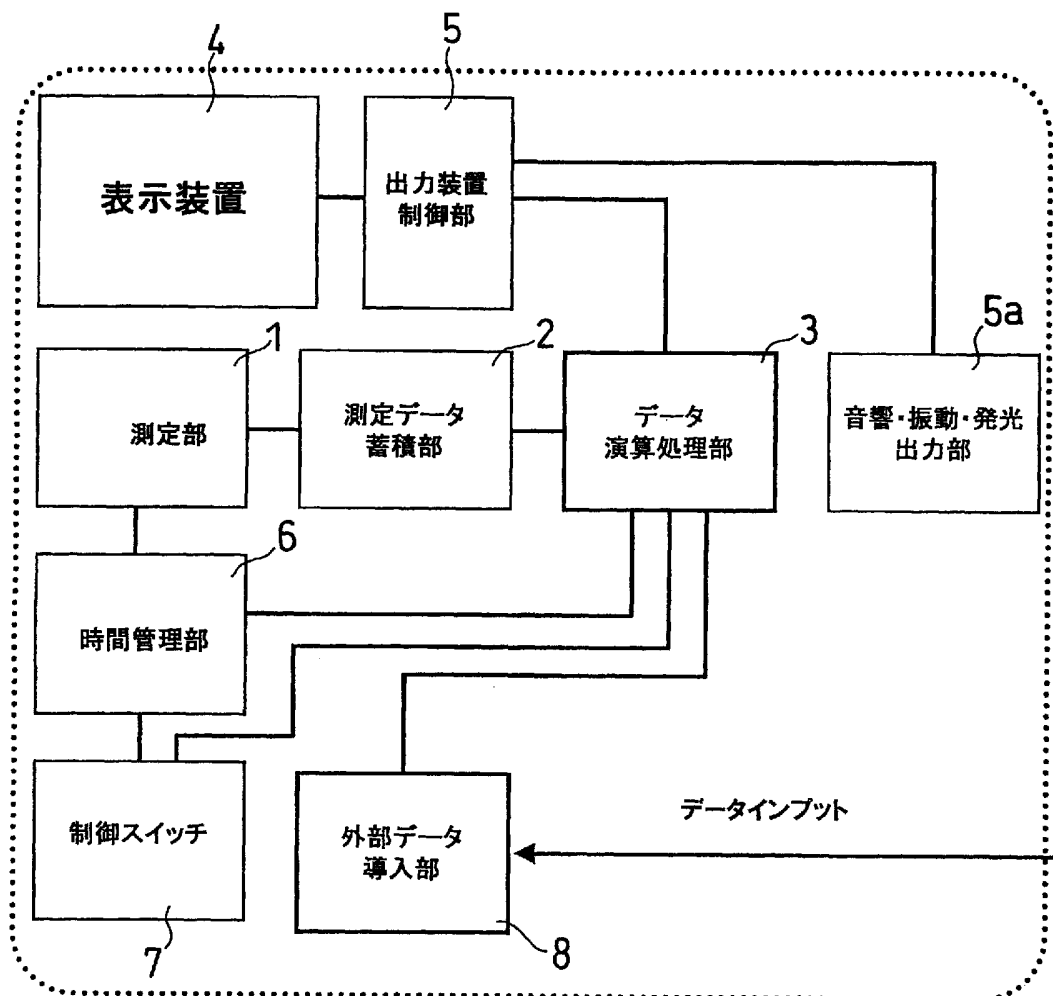 4
5
表示装置
出力装置
制御部
1
2
3
5a
測定部
測定データ
蓄積部
データ
演算処理部
音響・振動・発光
出力部
6
時間管理部
制御スイッチ
外部データ
導入部
データインプット
7
8